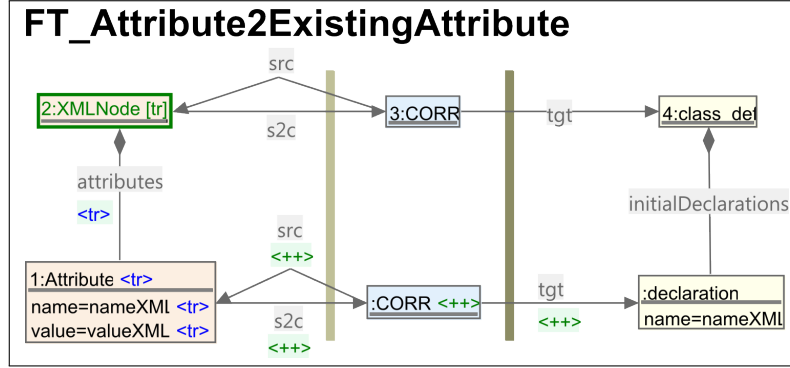 FT_Attribute2ExistingAttribute
src
2:XMLNode [tr]
3:CORR
4:class_def
s2c
tgt
attributes
<tr>
initialDeclarations
src
<++>
1:Attribute <tr>
name=nameXML <tr>
value=valueXML <tr>
:CORR <++>
tgt
<++>
:declaration
name=nameXML
s2c
<++>